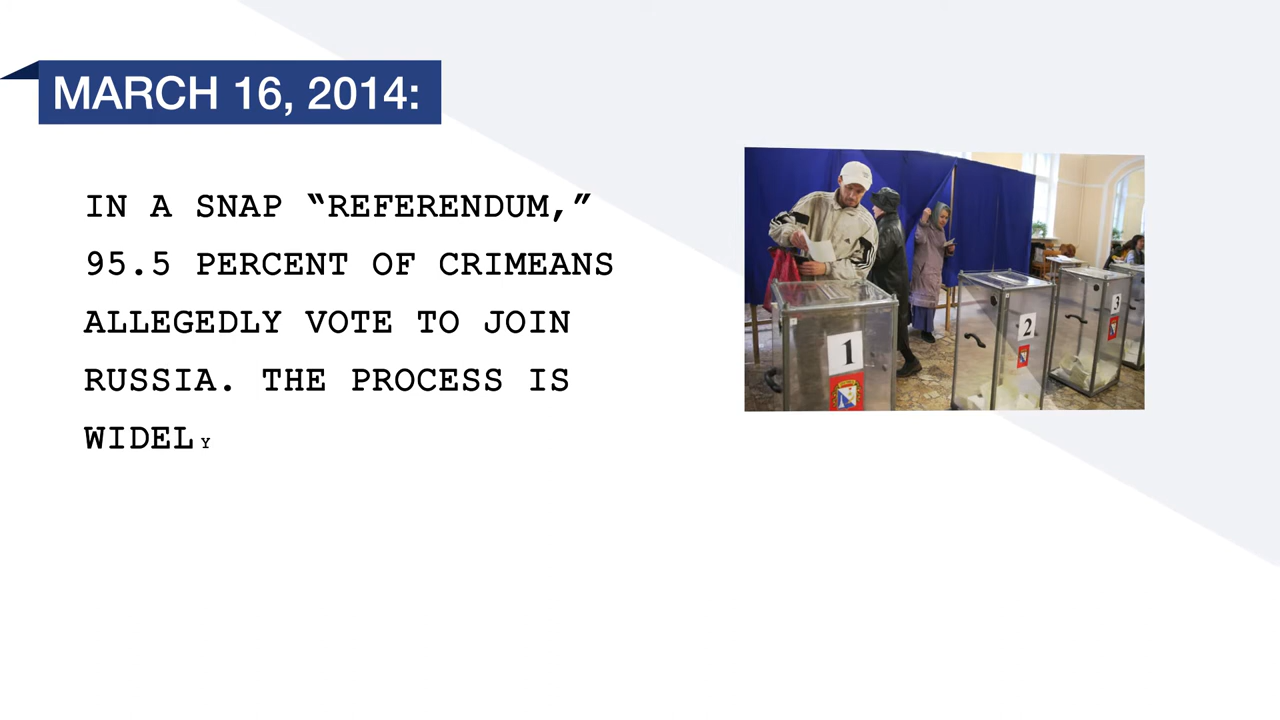 MARCH 16, 2014:
IN A SNAP “REFERENDUM,”
95.5 PERCENT OF CRIMEANS
ALLEGEDLY VOTE TO JOIN
RUSSIA. THE PROCESS IS
WIDELY
1
2
3